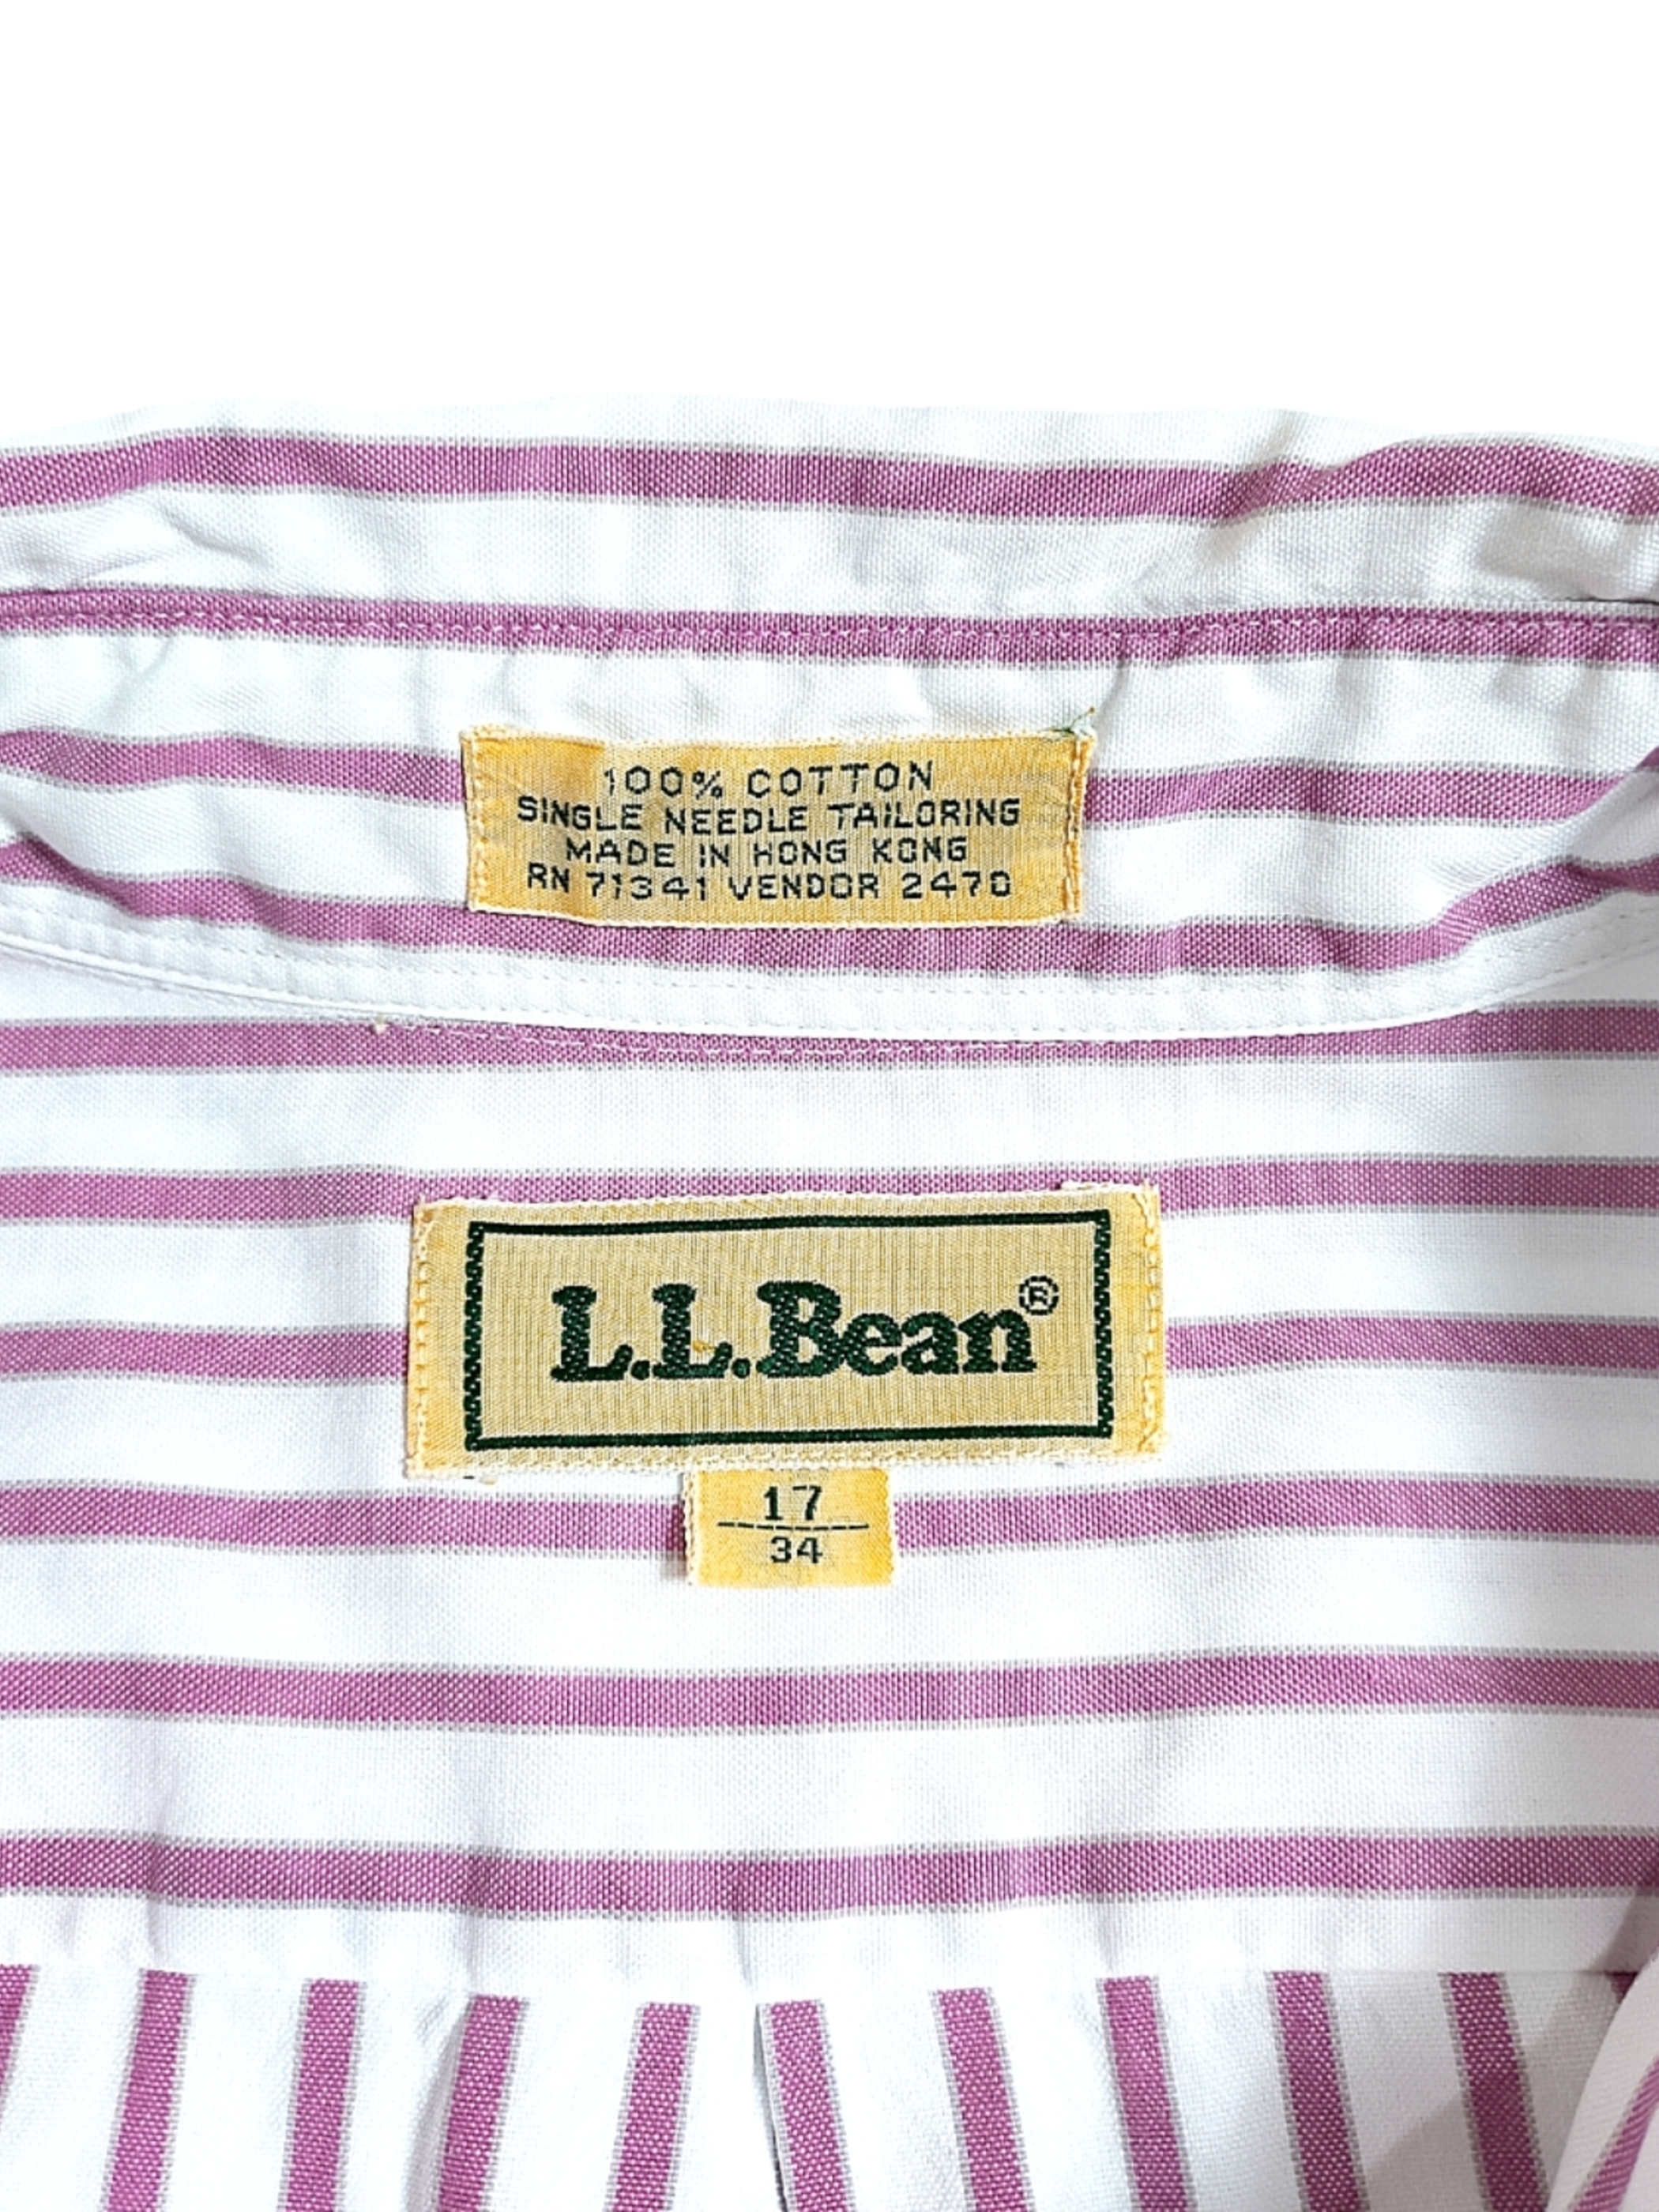 100% COTTON
SINGLE NEEDLE TAILORING
MADE IN HONG KONG
RN 71341 VENDOR 2470
L.L.Bean®
17
34